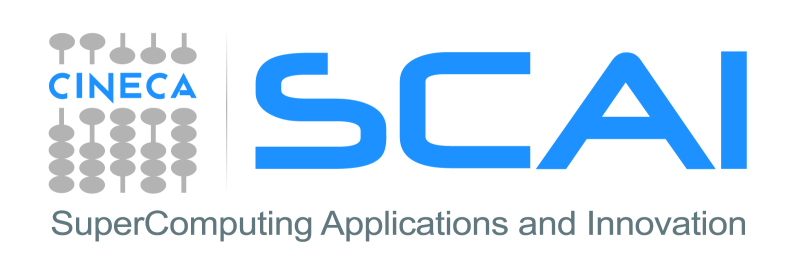 CINECA
SCAI
SuperComputing Applications and Innovation